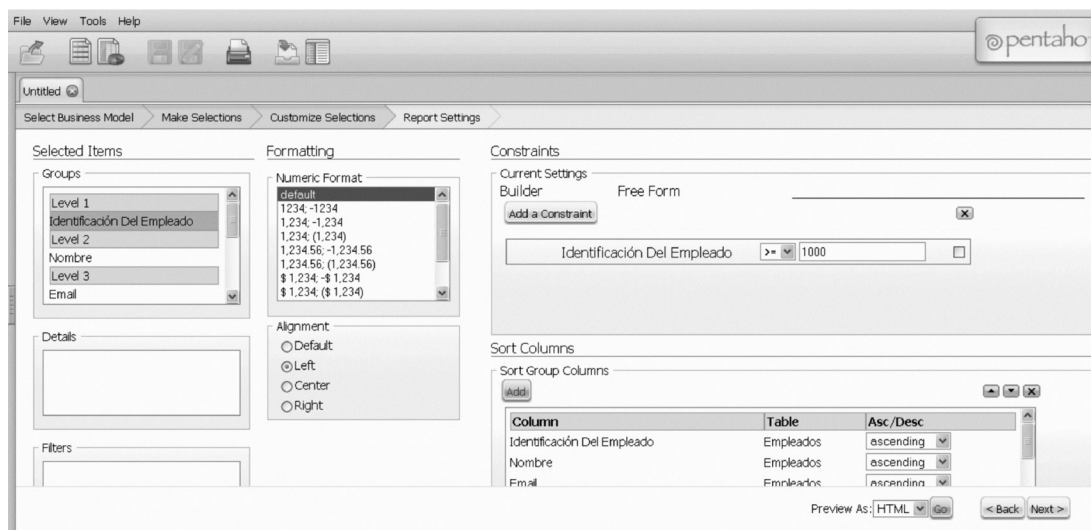 File View Tools Help
pentaho
Untitled
Select Business Model Make Selections Customize Selections Report Settings
Selected Items
Groups
Level 1
Identificación Del Empleado
Level 2
Nombre
Level 3
Email
Details
Filters
Formatting
Numeric Format
default
1234; -1234
1,234; -1,234
1,234; (1,234)
1,234.56; -1,234.56
1,234.56; (1,234.56)
$ 1,234; -$ 1,234
$ 1,234; ($ 1,234)
Alignment
Default
Left
Center
Right
Constraints
Current Settings
Builder Free Form
Add a Constraint
Identificación Del Empleado >= 1000
Sort Columns
Sort Group Columns
Add
Column Table Asc/Desc
Identificación Del Empleado Empleados ascending
Nombre Empleados ascending
Email Empleados ascending
Preview As: HTML Go < Back Next >